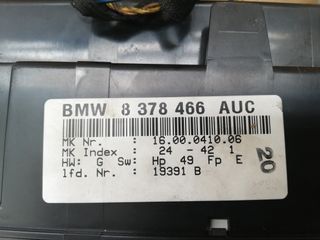 BMW 8 378 466 AUC
MK Nr. : 16.00.0410.06
MK Index : 24 - 42 1
HW: G Sw: Hp 49 Fp E
lfd. Nr. : 19391 B
20